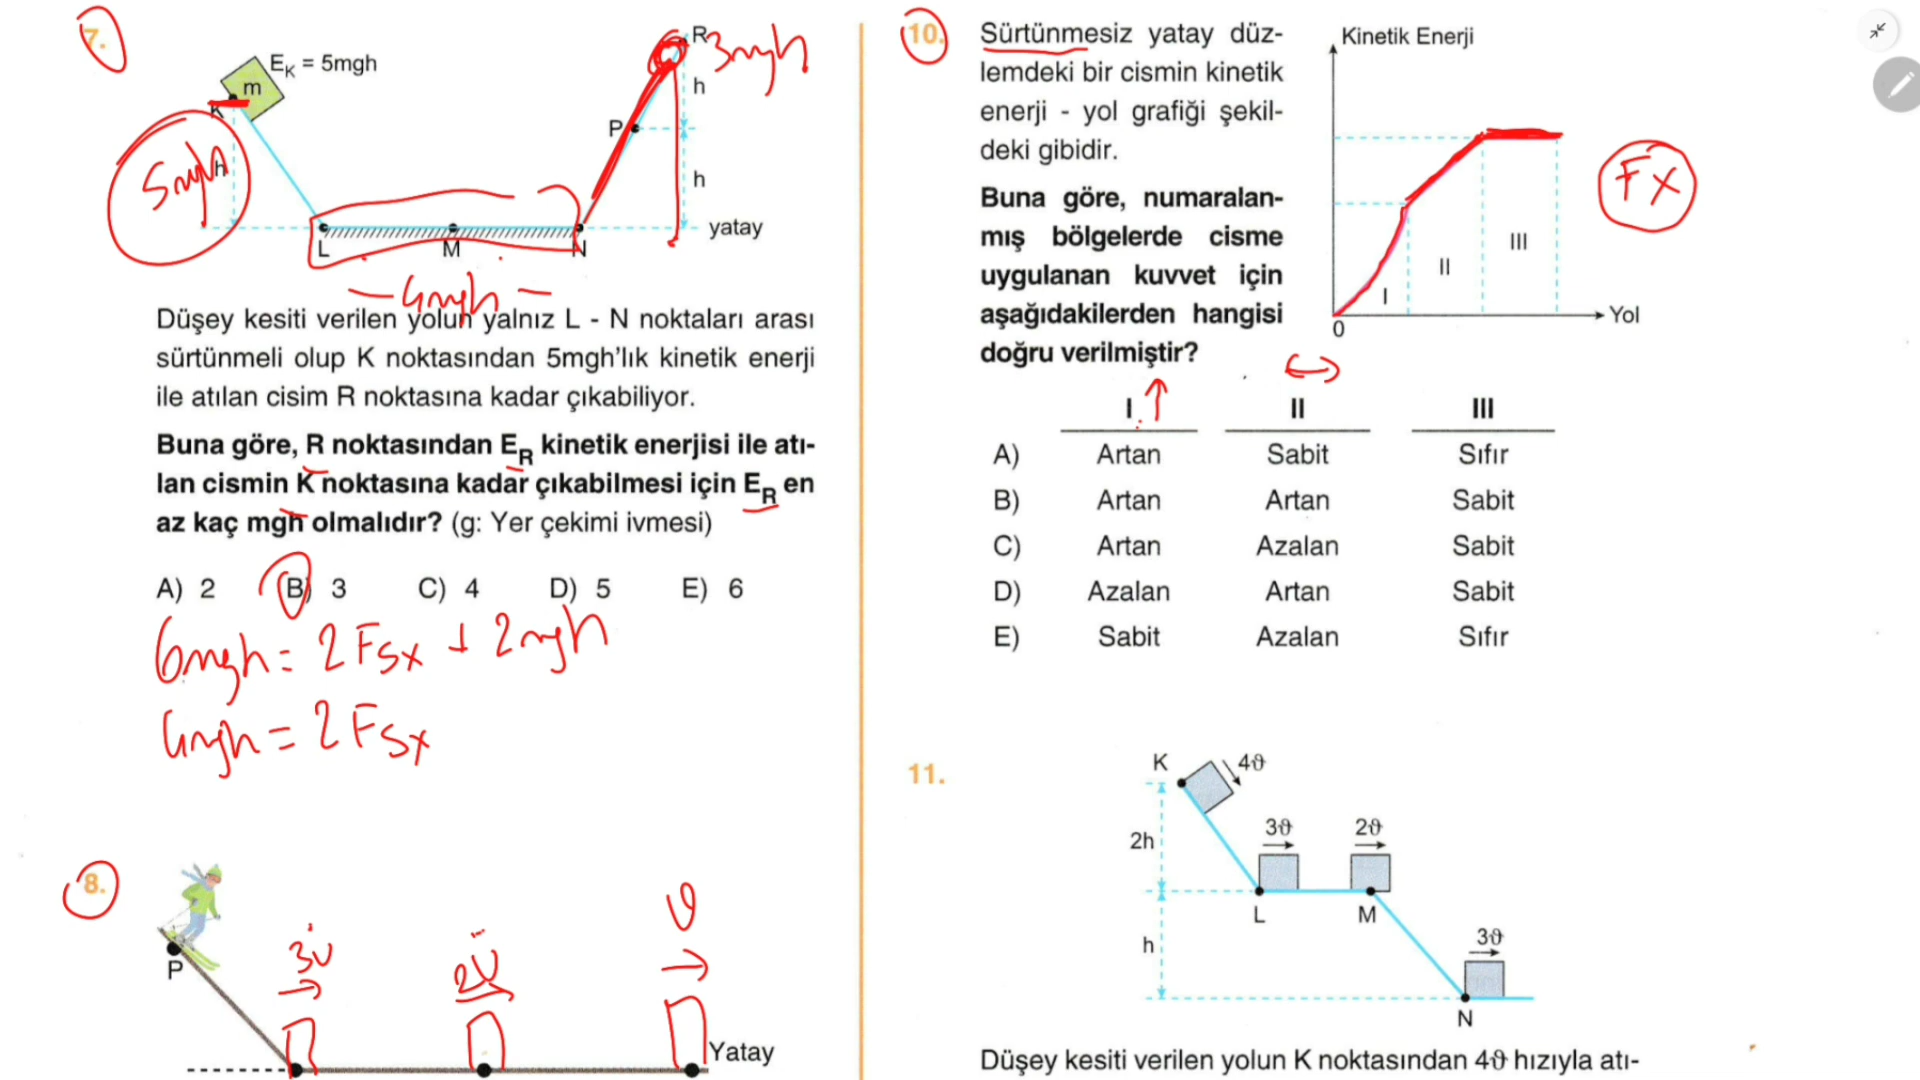 7.
E_K = 5mgh
m
K
h
5mgh
R
3mgh
h
P
h
yatay
L
M
N
- 4mgh -
Düşey kesiti verilen yolun yalnız L - N noktaları arası
sürtünmeli olup K noktasından 5mgh'lık kinetik enerji
ile atılan cisim R noktasına kadar çıkabiliyor.
Buna göre, R noktasından E_R kinetik enerjisi ile atı-
lan cismin K noktasına kadar çıkabilmesi için E_R en
az kaç mgh olmalıdır? (g: Yer çekimi ivmesi)
A) 2 B) 3 C) 4 D) 5 E) 6
6mgh = 2Fsx + 2mgh
4mgh = 2Fsx
8.
P
3ϑ
2ϑ
ϑ
Yatay
10.
Sürtünmesiz yatay düz-
lemdeki bir cismin kinetik
enerji - yol grafiği şekil-
deki gibidir.
Buna göre, numaralan-
mış bölgelerde cisme
uygulanan kuvvet için
aşağıdakilerden hangisi
doğru verilmiştir?
Kinetik Enerji
I
II
III
0
Yol
Fx
I ↑ II ↔ III
A) Artan Sabit Sıfır
B) Artan Artan Sabit
C) Artan Azalan Sabit
D) Azalan Artan Sabit
E) Sabit Azalan Sıfır
11.
K
4ϑ
2h
3ϑ
2ϑ
L
M
h
3ϑ
N
Düşey kesiti verilen yolun K noktasından 4ϑ hızıyla atı-